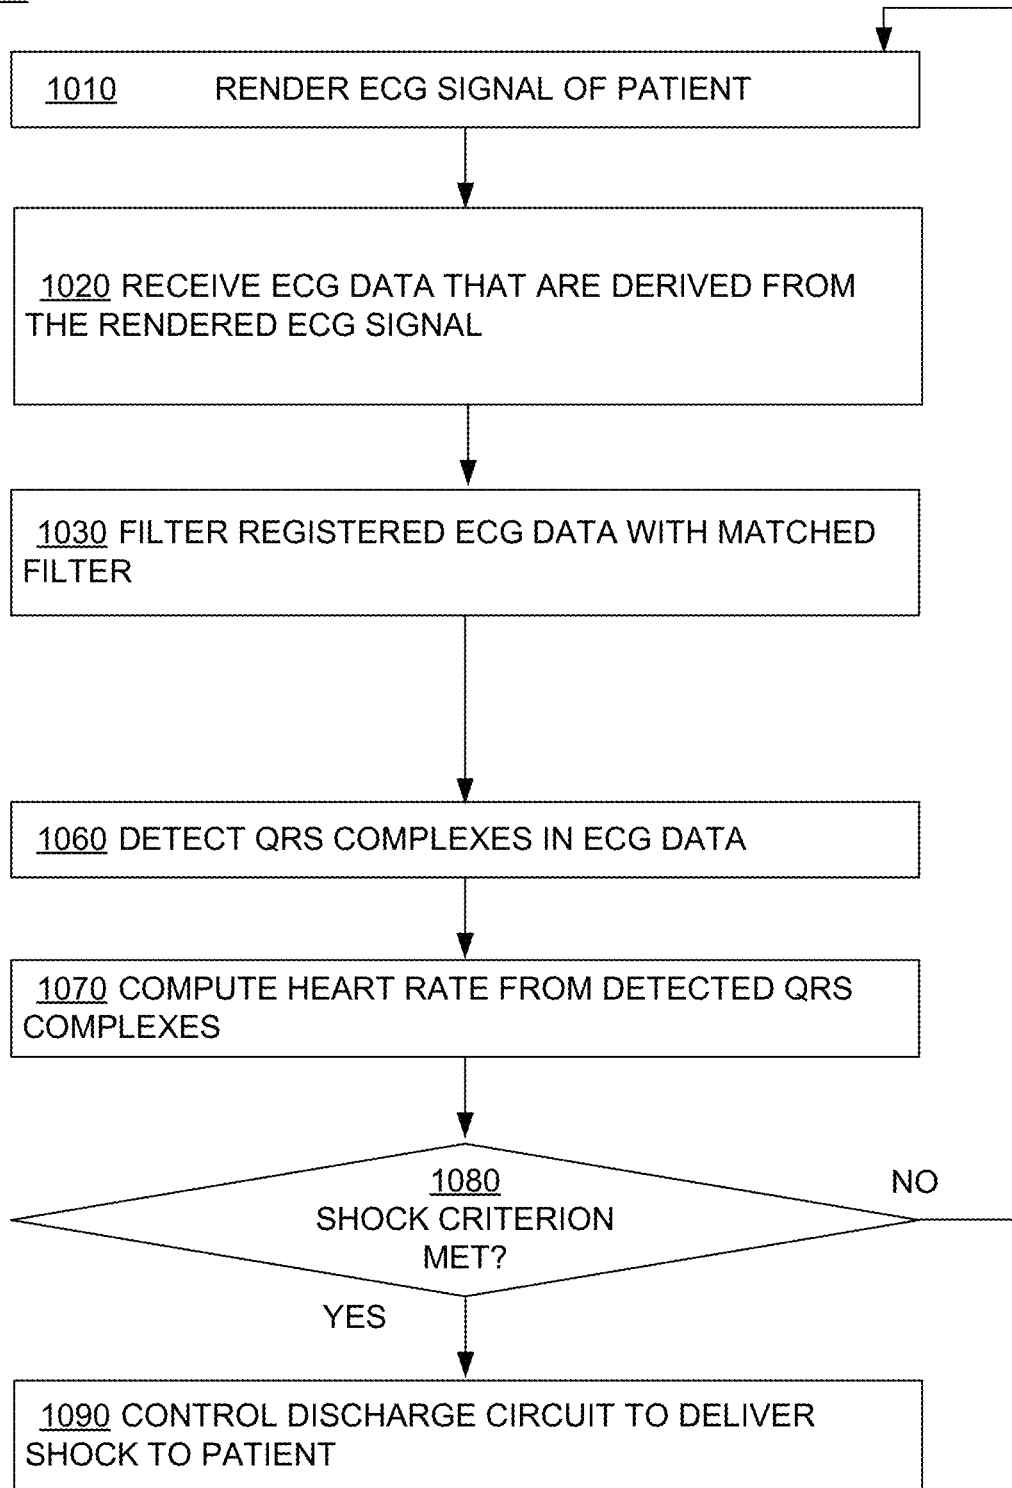 1010 RENDER ECG SIGNAL OF PATIENT
1020 RECEIVE ECG DATA THAT ARE DERIVED FROM
THE RENDERED ECG SIGNAL
1030 FILTER REGISTERED ECG DATA WITH MATCHED
FILTER
1060 DETECT QRS COMPLEXES IN ECG DATA
1070 COMPUTE HEART RATE FROM DETECTED QRS
COMPLEXES
1080
SHOCK CRITERION
MET?
NO
YES
1090 CONTROL DISCHARGE CIRCUIT TO DELIVER
SHOCK TO PATIENT